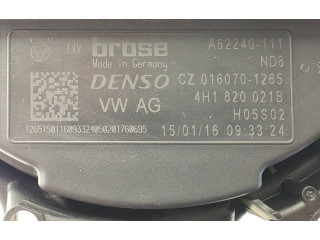 HV brose A62240-111
Made in Germany ND8
DENSO CZ 016070-1265
VW AG 4H1 820 021B
H05S02
1265150116093324050201760695 15/01/16 09:33:24